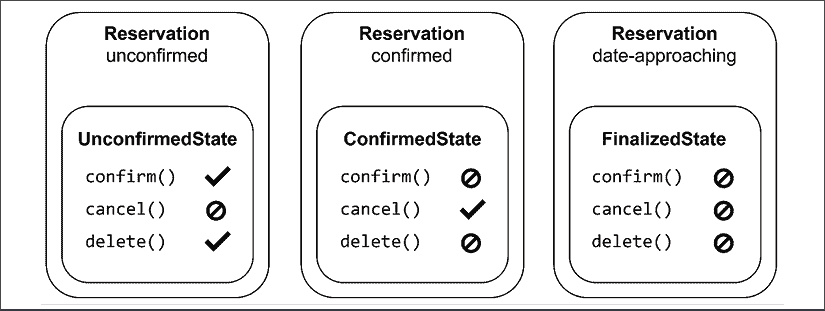 Reservation
unconfirmed
UnconfirmedState
confirm()
cancel()
delete()
Reservation
confirmed
ConfirmedState
confirm()
cancel()
delete()
Reservation
date-approaching
FinalizedState
confirm()
cancel()
delete()